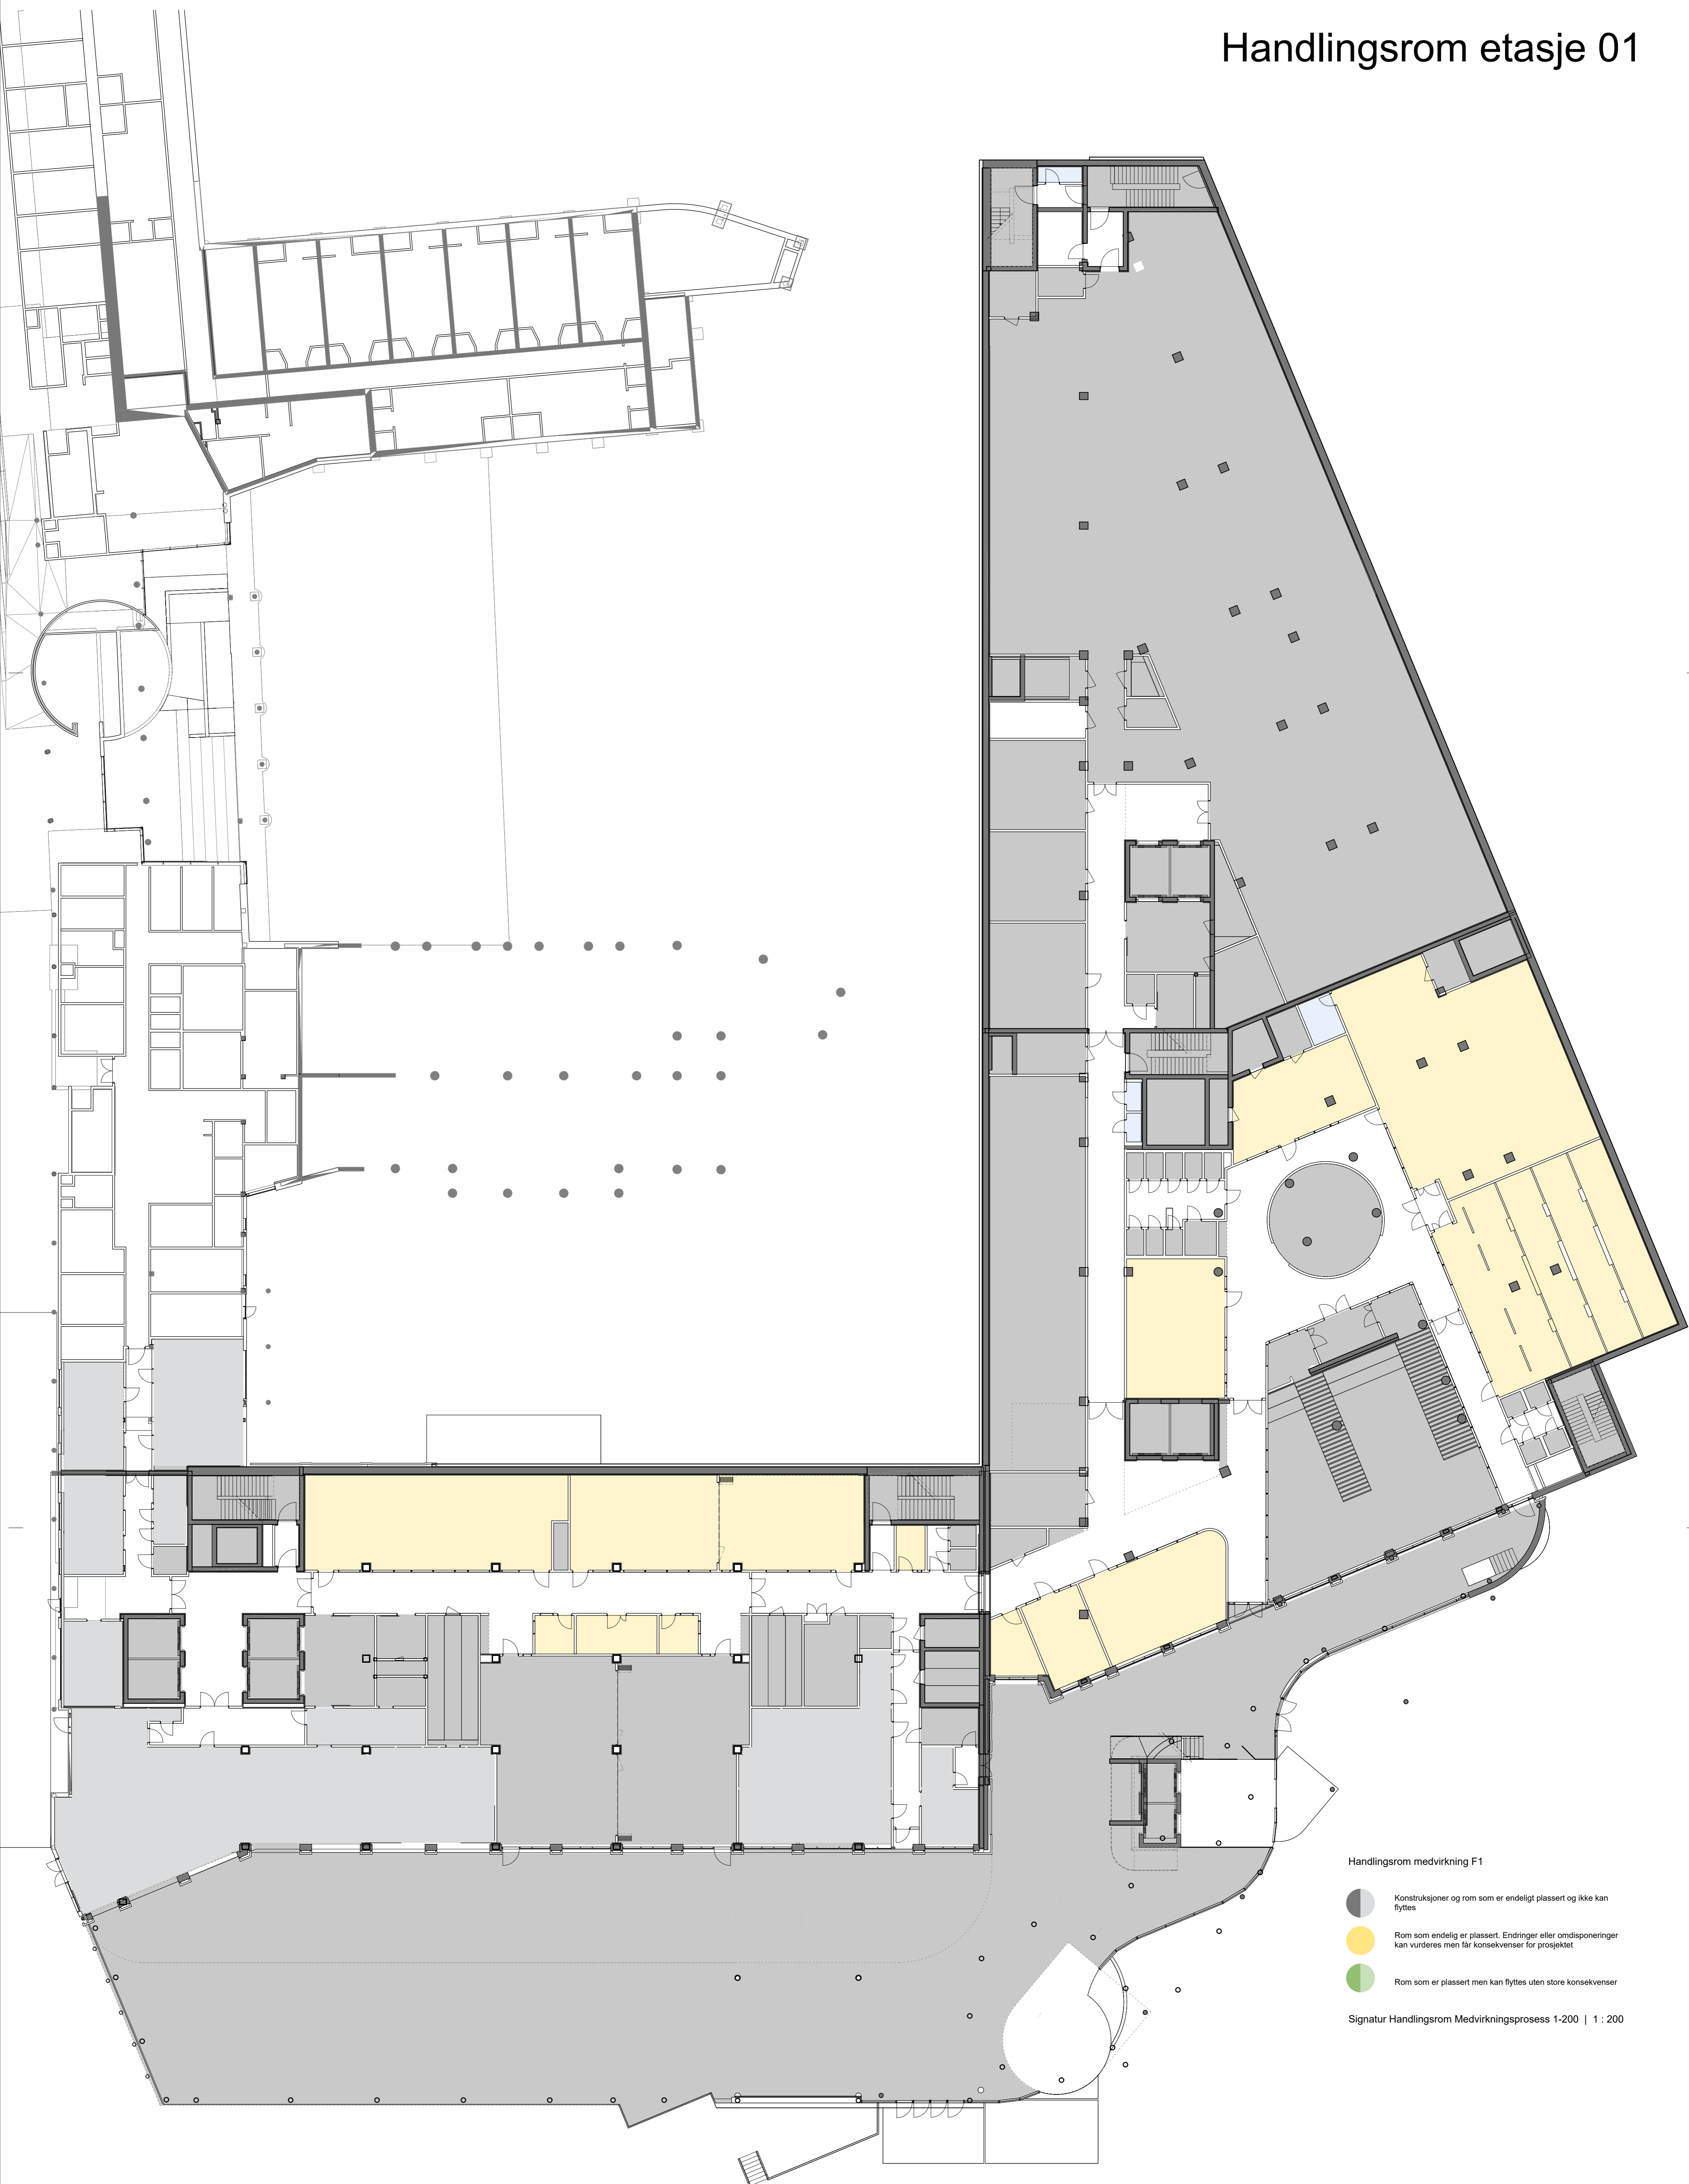 Handlingsrom etasje 01
Handlingsrom medvirkning F1
Konstruksjoner og rom som er endeligt plassert og ikke kan
flyttes
Rom som endelig er plassert. Endringer eller omdisponeringer
kan vurderes men får konsekvenser for prosjektet
Rom som er plassert men kan flyttes uten store konsekvenser
Signatur Handlingsrom Medvirkningsprosess 1-200 | 1 : 200